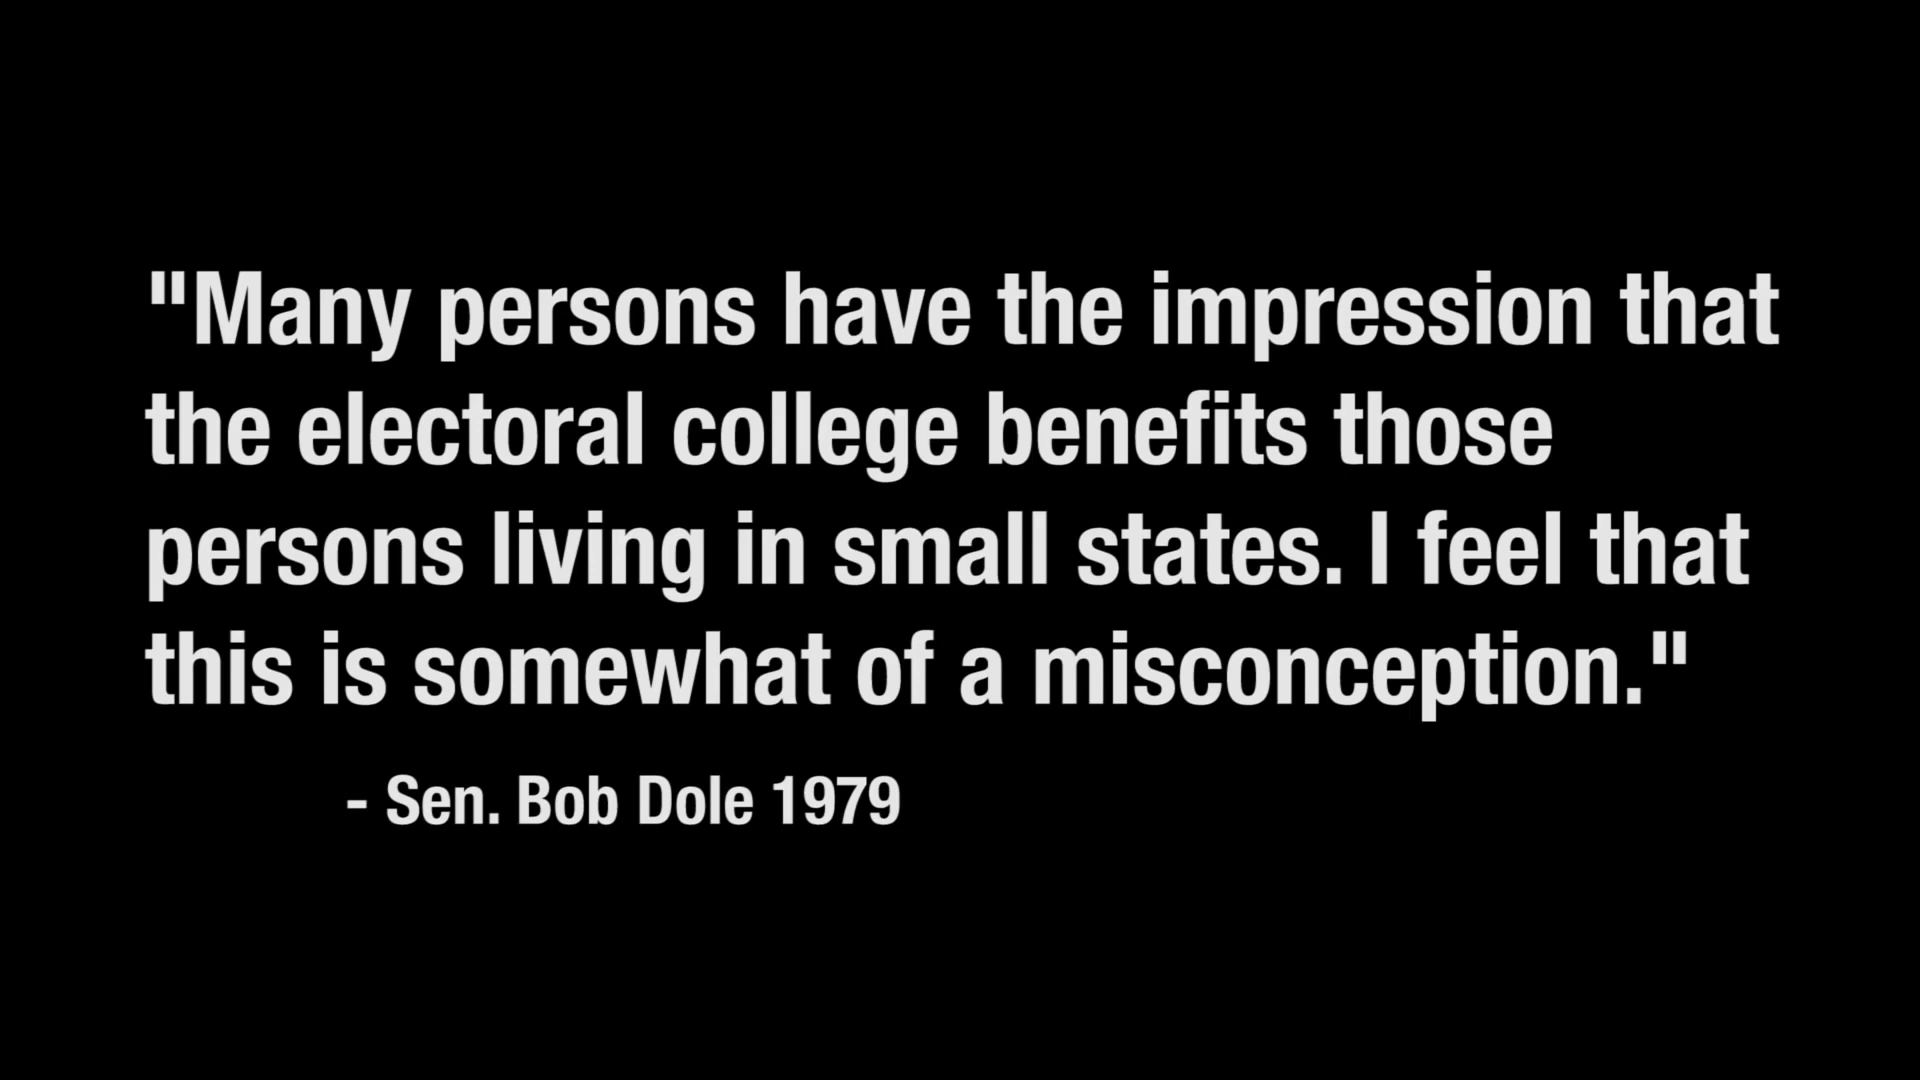 "Many persons have the impression that
the electoral college benefits those
persons living in small states. I feel that
this is somewhat of a misconception."
- Sen. Bob Dole 1979